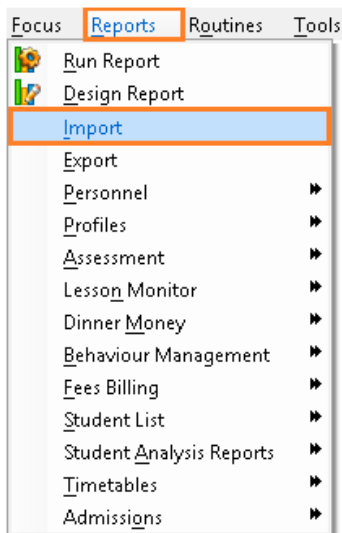 Focus Reports Routines Tools
Run Report
Design Report
Import
Export
Personnel
Profiles
Assessment
Lesson Monitor
Dinner Money
Behaviour Management
Fees Billing
Student List
Student Analysis Reports
Timetables
Admissions